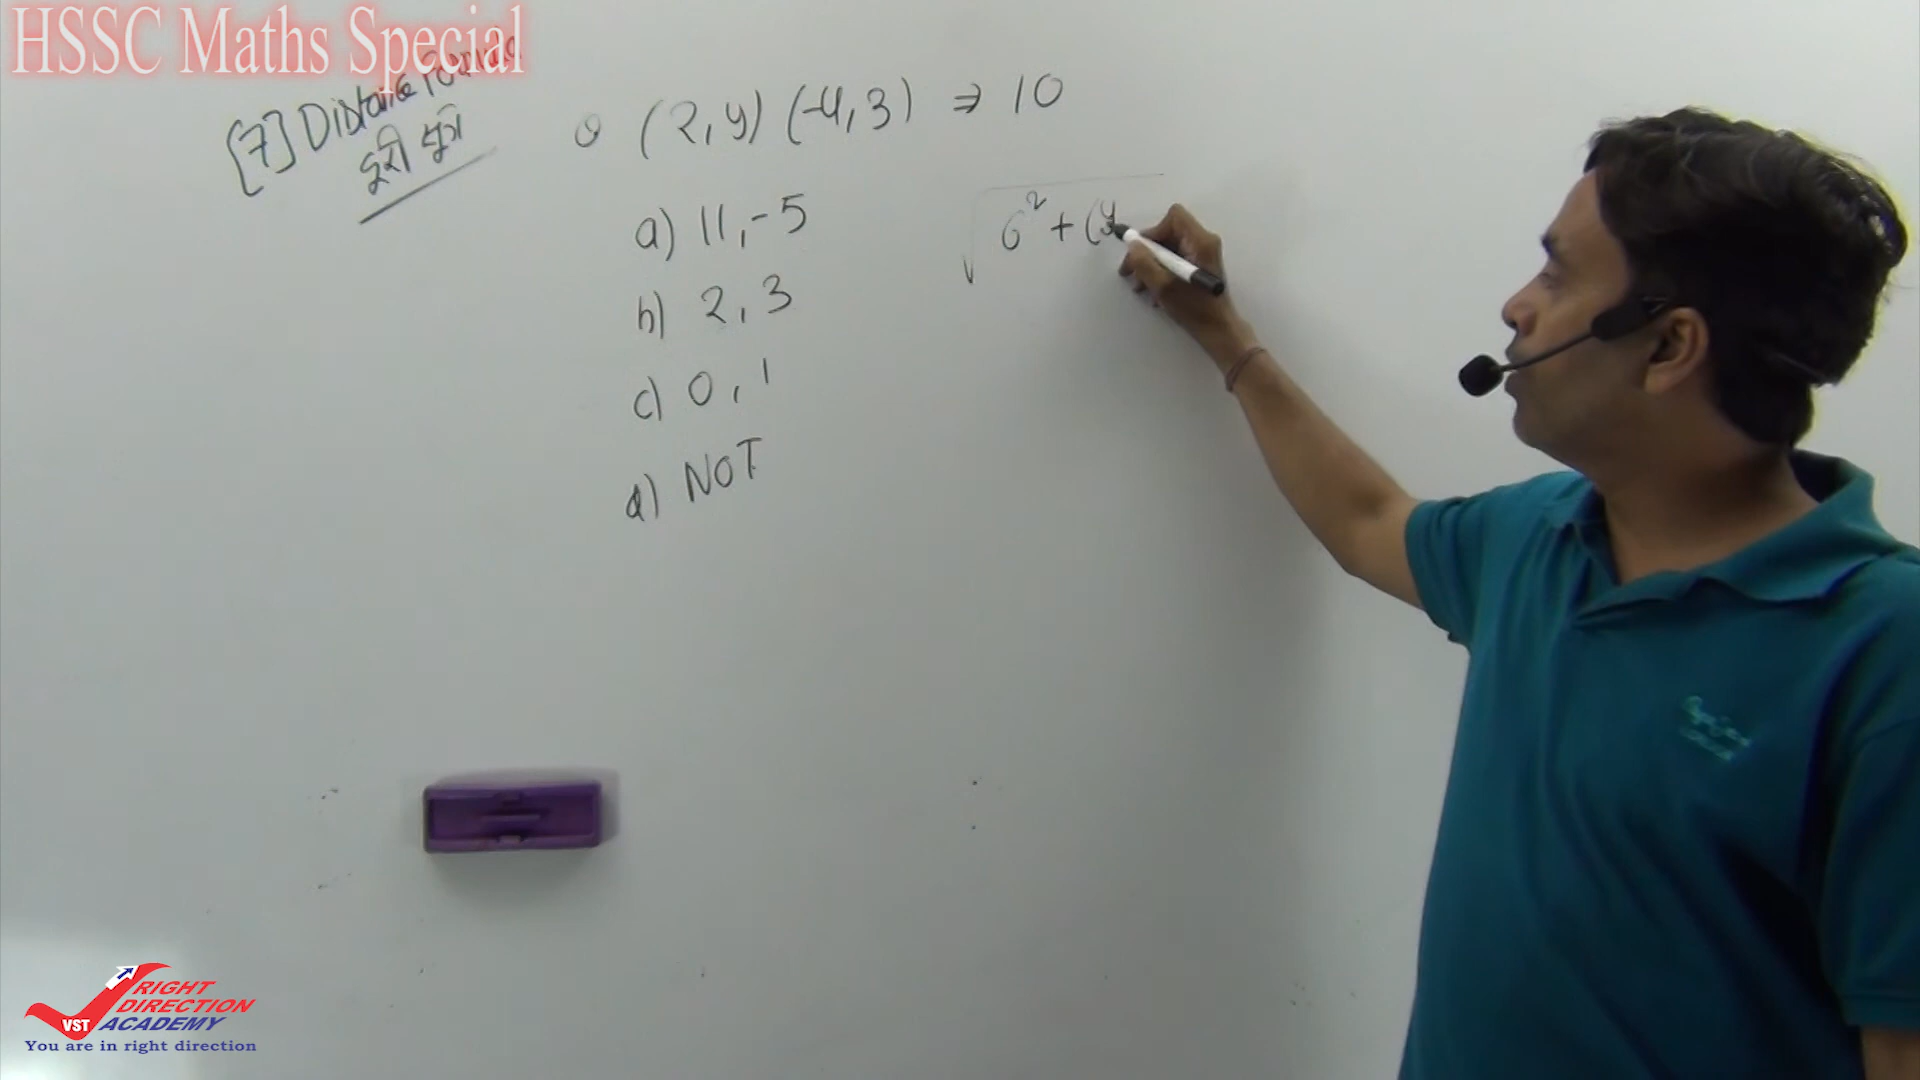 HSSC Maths Special
[7] Distance Formula
दूरी सूत्र
(2, y) (-4, 3) ⇒ 10
a) 11, -5
b) 2, 3
c) 0, 1
d) NOT
√6² + (y
VST
RIGHT
DIRECTION
ACADEMY
You are in right direction